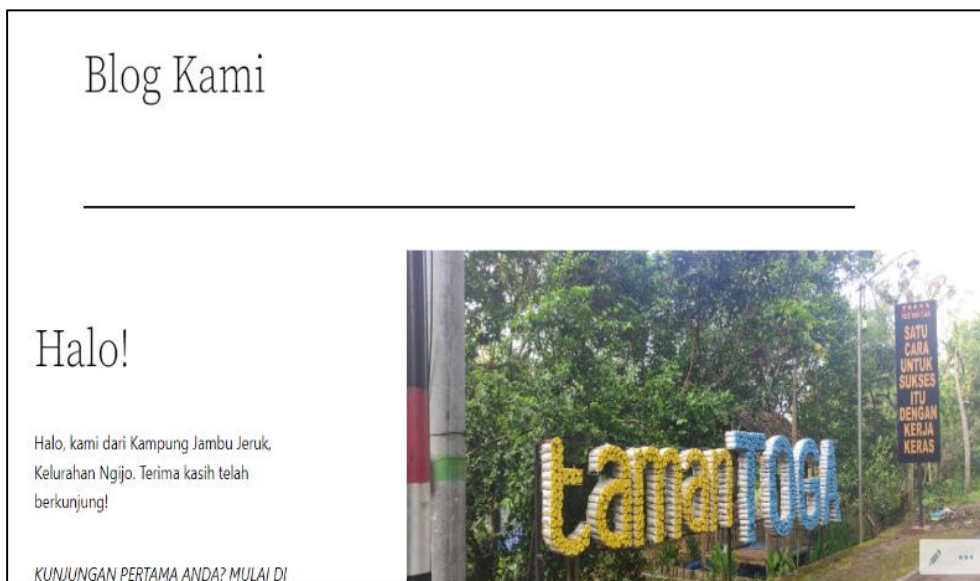 Blog Kami
Halo!
Halo, kami dari Kampung Jambu Jeruk,
Kelurahan Ngijo. Terima kasih telah
berkunjung!
KUNJUNGAN PERTAMA ANDA? MULAI DI
tamanTOGA
SATU
CARA
UNTUK
SUKSES
ITU
DENGAN
KERJA
KERAS